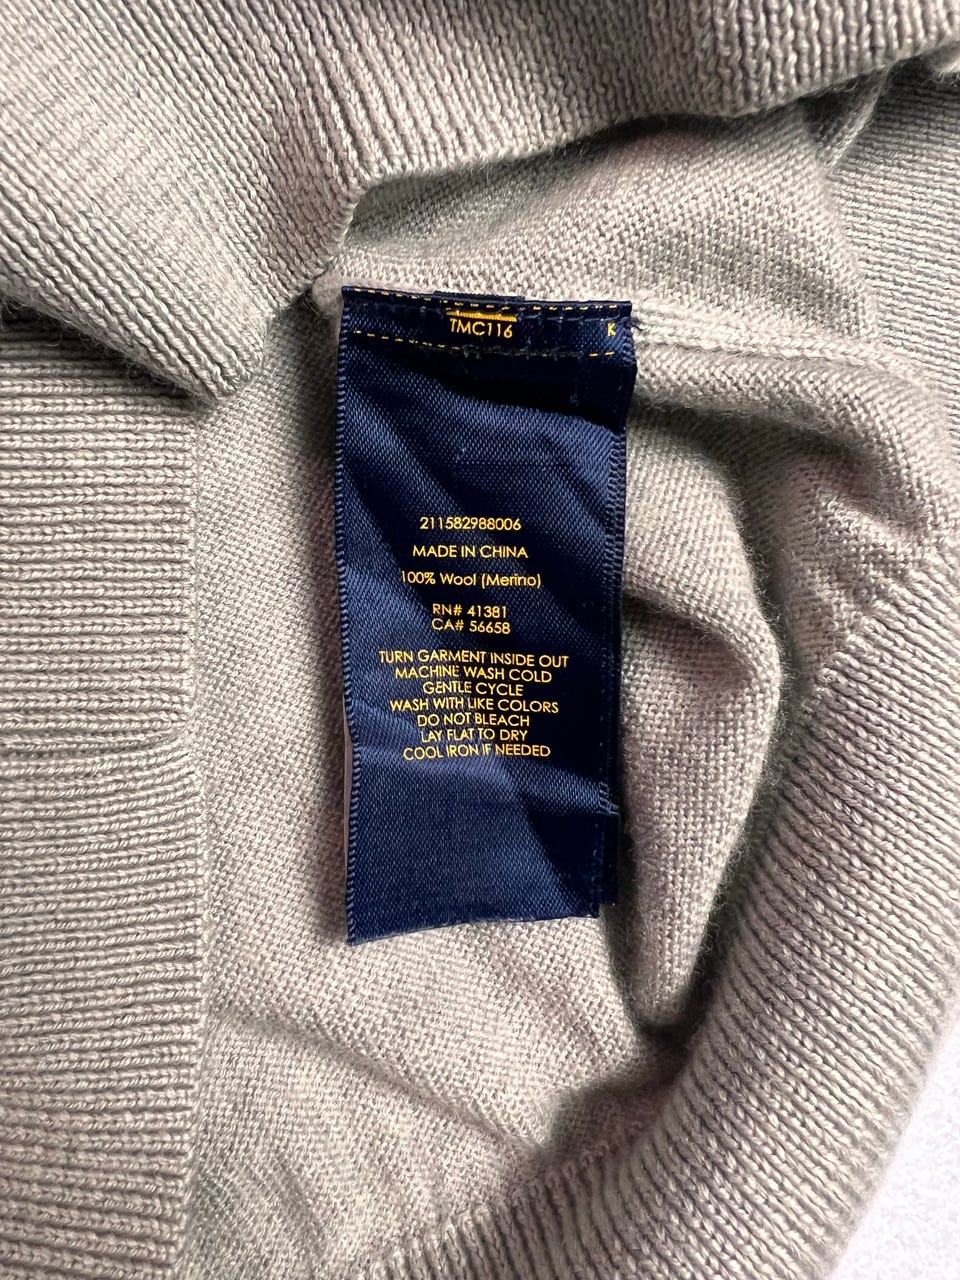 TMC116 K
211582988006
MADE IN CHINA
100% Wool (Merino)
RN# 41381
CA# 56658
TURN GARMENT INSIDE OUT
MACHINE WASH COLD
GENTLE CYCLE
WASH WITH LIKE COLORS
DO NOT BLEACH
LAY FLAT TO DRY
COOL IRON IF NEEDED